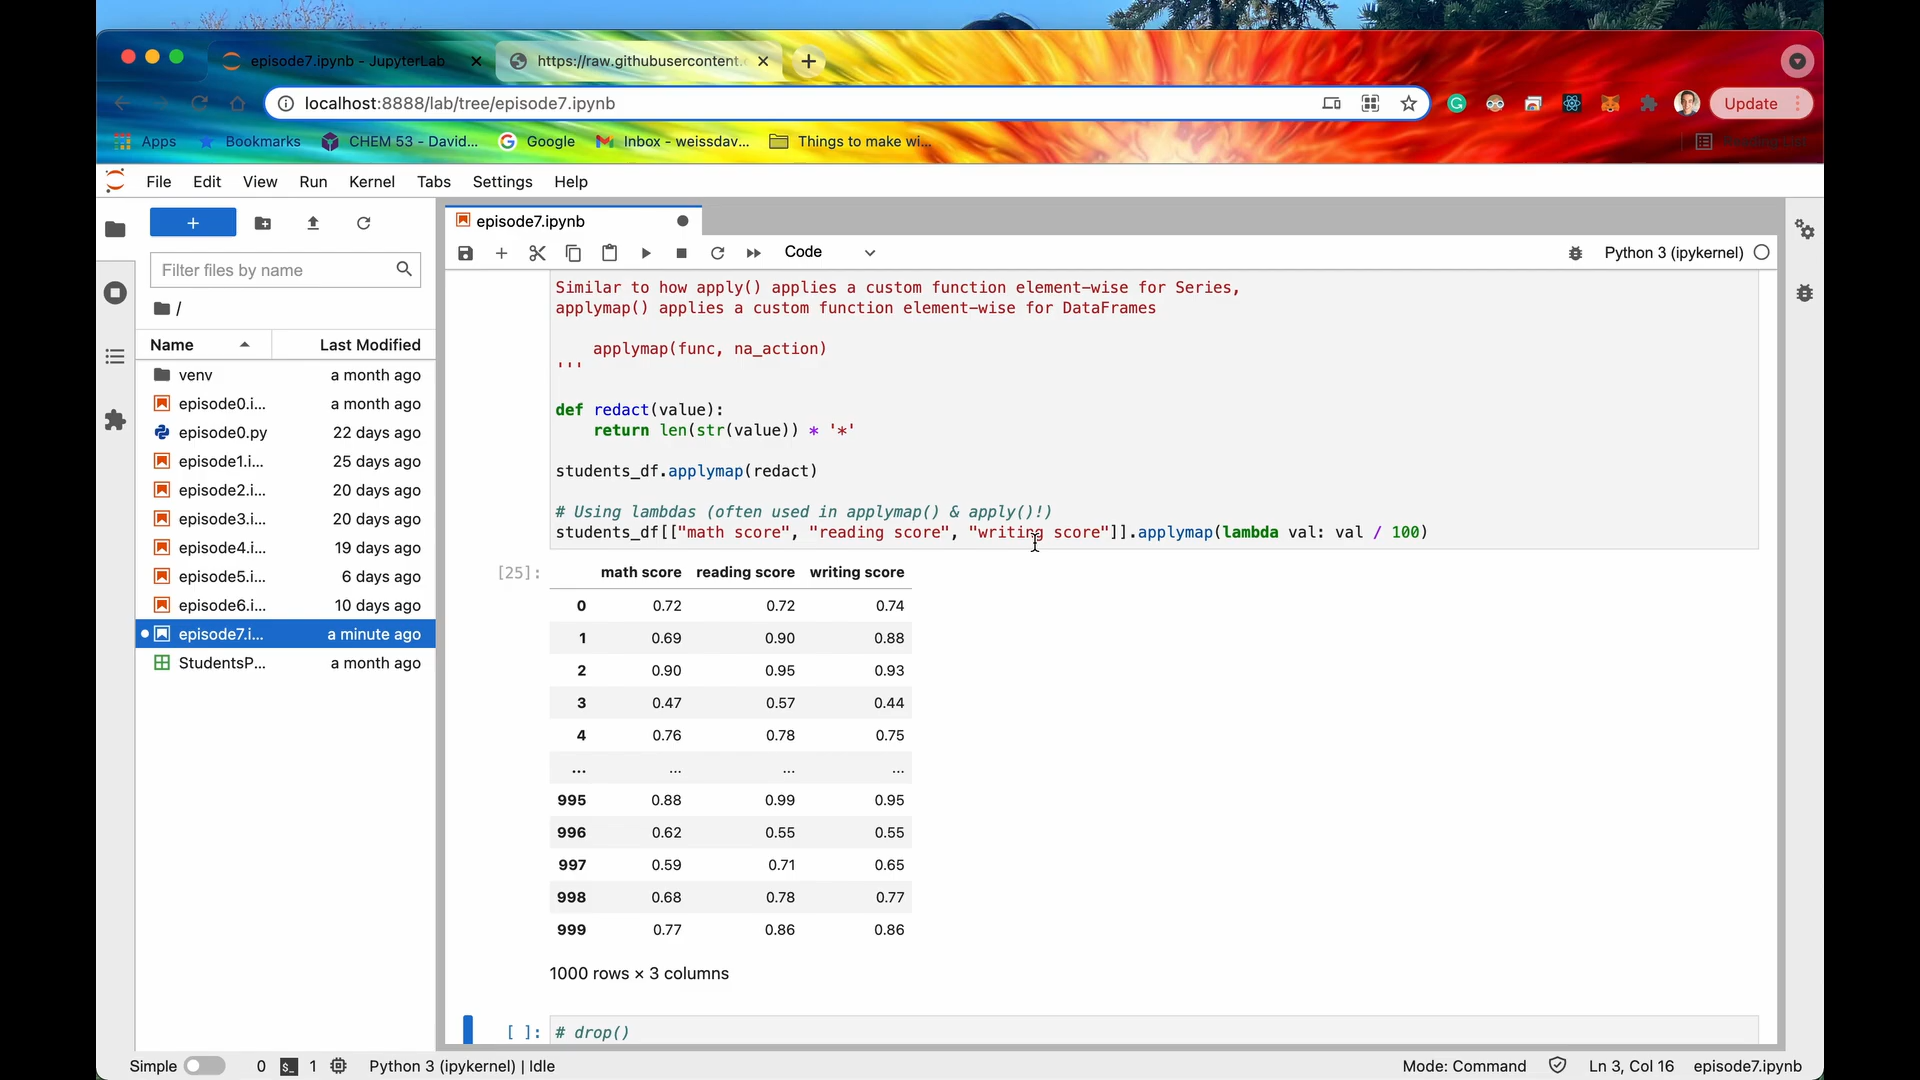 episode7.ipynb - JupyterLab
https://raw.githubusercontent.
localhost:8888/lab/tree/episode7.ipynb
Update
Apps
Bookmarks
CHEM 53 - David...
Google
Inbox - weissdav...
Things to make wi...
Reading List
File Edit View Run Kernel Tabs Settings Help
+
Filter files by name
/
Name Last Modified
venv a month ago
episode0.i... a month ago
episode0.py 22 days ago
episode1.i... 25 days ago
episode2.i... 20 days ago
episode3.i... 20 days ago
episode4.i... 19 days ago
episode5.i... 6 days ago
episode6.i... 10 days ago
episode7.i... a minute ago
StudentsP... a month ago
episode7.ipynb
Code
Python 3 (ipykernel)
Similar to how apply() applies a custom function element-wise for Series,
applymap() applies a custom function element-wise for DataFrames
applymap(func, na_action)
'''
def redact(value):
return len(str(value)) * '*'
students_df.applymap(redact)
# Using lambdas (often used in applymap() & apply()!)
students_df[["math score", "reading score", "writing score"]].applymap(lambda val: val / 100)
[25]:
math score reading score writing score
0 0.72 0.72 0.74
1 0.69 0.90 0.88
2 0.90 0.95 0.93
3 0.47 0.57 0.44
4 0.76 0.78 0.75
... ... ... ...
995 0.88 0.99 0.95
996 0.62 0.55 0.55
997 0.59 0.71 0.65
998 0.68 0.78 0.77
999 0.77 0.86 0.86
1000 rows × 3 columns
[ ]: # drop()
Simple 0 1 Python 3 (ipykernel) | Idle
Mode: Command Ln 3, Col 16 episode7.ipynb